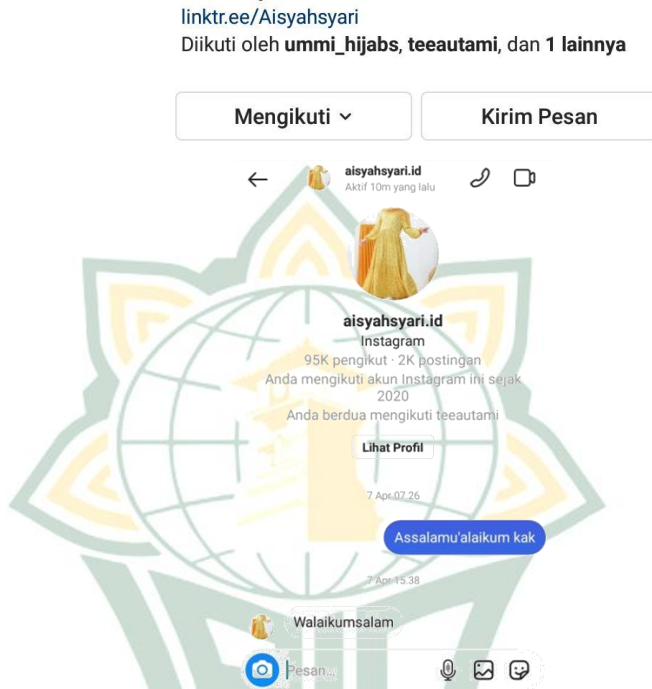 linktr.ee/Aisyahsyari
Diikuti oleh ummi_hijabs, teeautami, dan 1 lainnya
Mengikuti
Kirim Pesan
aisyahsyari.id
Aktif 10m yang lalu
aisyahsyari.id
Instagram
95K pengikut · 2K postingan
Anda mengikuti akun Instagram ini sejak
2020
Anda berdua mengikuti teeautami
Lihat Profil
7 Apr 07.26
Assalamu'alaikum kak
7 Apr 15.38
Walaikumsalam
Pesan...